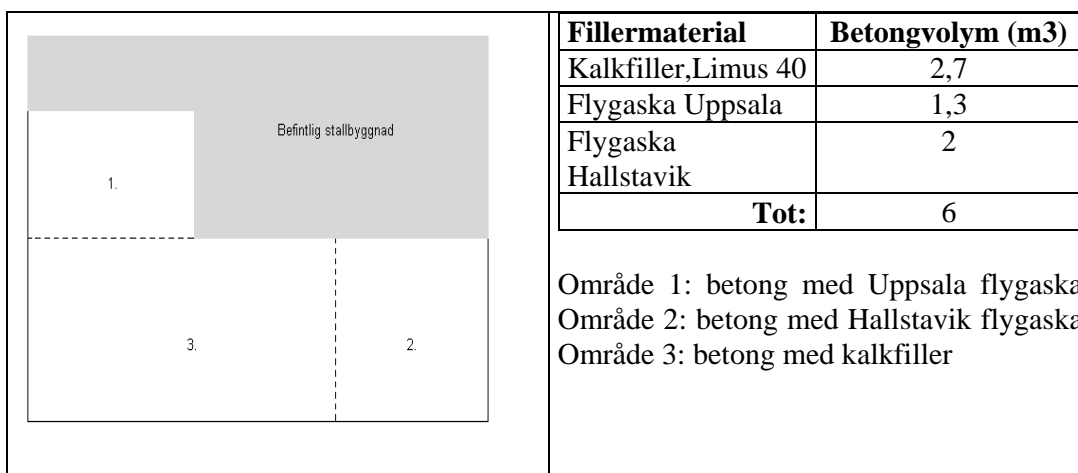 Befintlig stallbyggnad
1.
3.
2.
Fillermaterial Betongvolym (m3)
Kalkfiller,Limus 40 2,7
Flygaska Uppsala 1,3
Flygaska 2
Hallstavik
Tot: 6
Område 1: betong med Uppsala flygaska
Område 2: betong med Hallstavik flygaska
Område 3: betong med kalkfiller